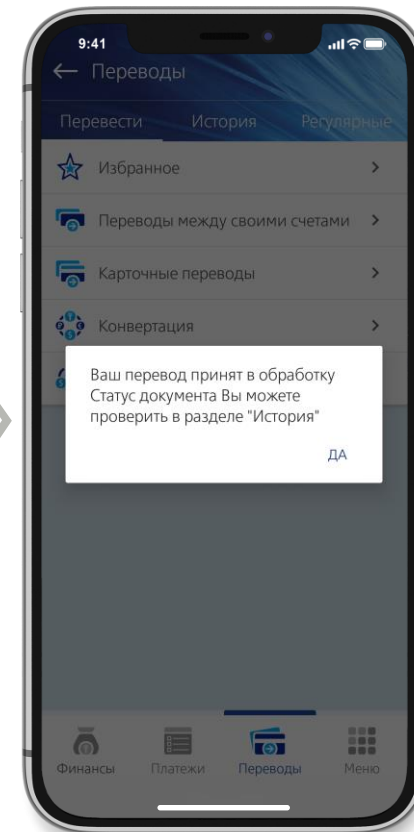 9:41
Переводы
Перевести История Регулярные
Избранное
Переводы между своими счетами
Карточные переводы
Конвертация
Ваш перевод принят в обработку
Статус документа Вы можете
проверить в разделе "История"
ДА
Финансы Платежи Переводы Меню